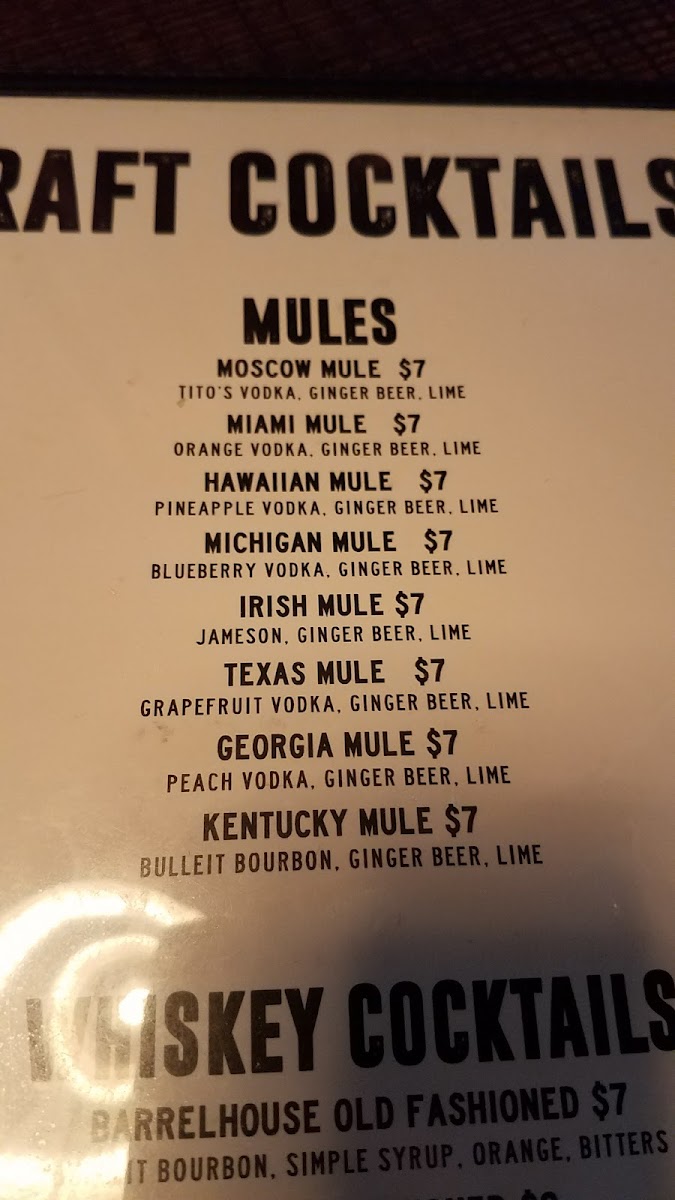 RAFT COCKTAILS
MULES
MOSCOW MULE $7
TITO'S VODKA, GINGER BEER, LIME
MIAMI MULE $7
ORANGE VODKA, GINGER BEER, LIME
HAWAIIAN MULE $7
PINEAPPLE VODKA, GINGER BEER, LIME
MICHIGAN MULE $7
BLUEBERRY VODKA, GINGER BEER, LIME
IRISH MULE $7
JAMESON, GINGER BEER, LIME
TEXAS MULE $7
GRAPEFRUIT VODKA, GINGER BEER, LIME
GEORGIA MULE $7
PEACH VODKA, GINGER BEER, LIME
KENTUCKY MULE $7
BULLEIT BOURBON, GINGER BEER, LIME
WHISKEY COCKTAILS
BARRELHOUSE OLD FASHIONED $7
IT BOURBON, SIMPLE SYRUP, ORANGE, BITTERS